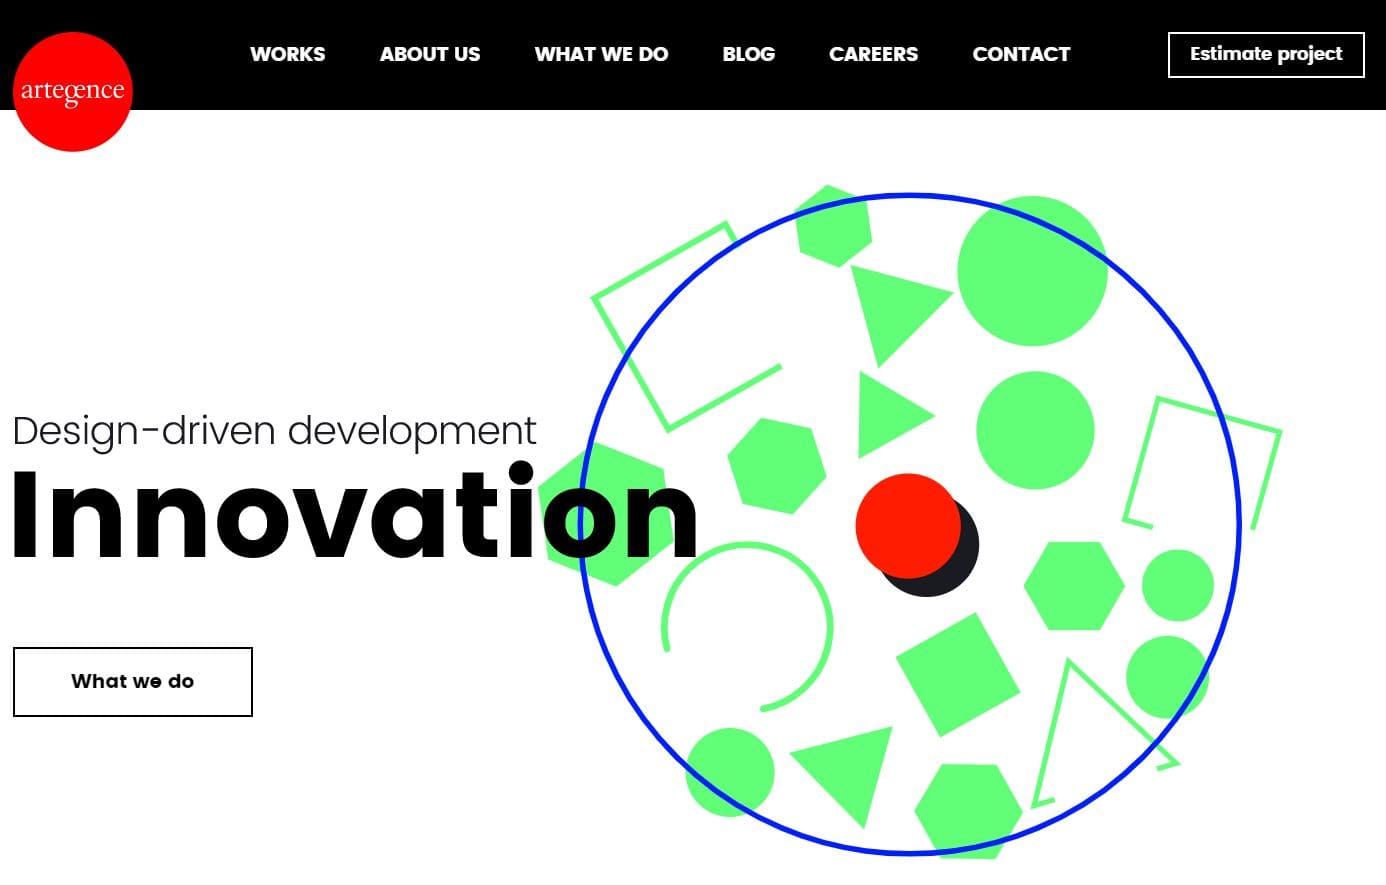 artegence
WORKS
ABOUT US
WHAT WE DO
BLOG
CAREERS
CONTACT
Estimate project
Design-driven development
Innovation
What we do